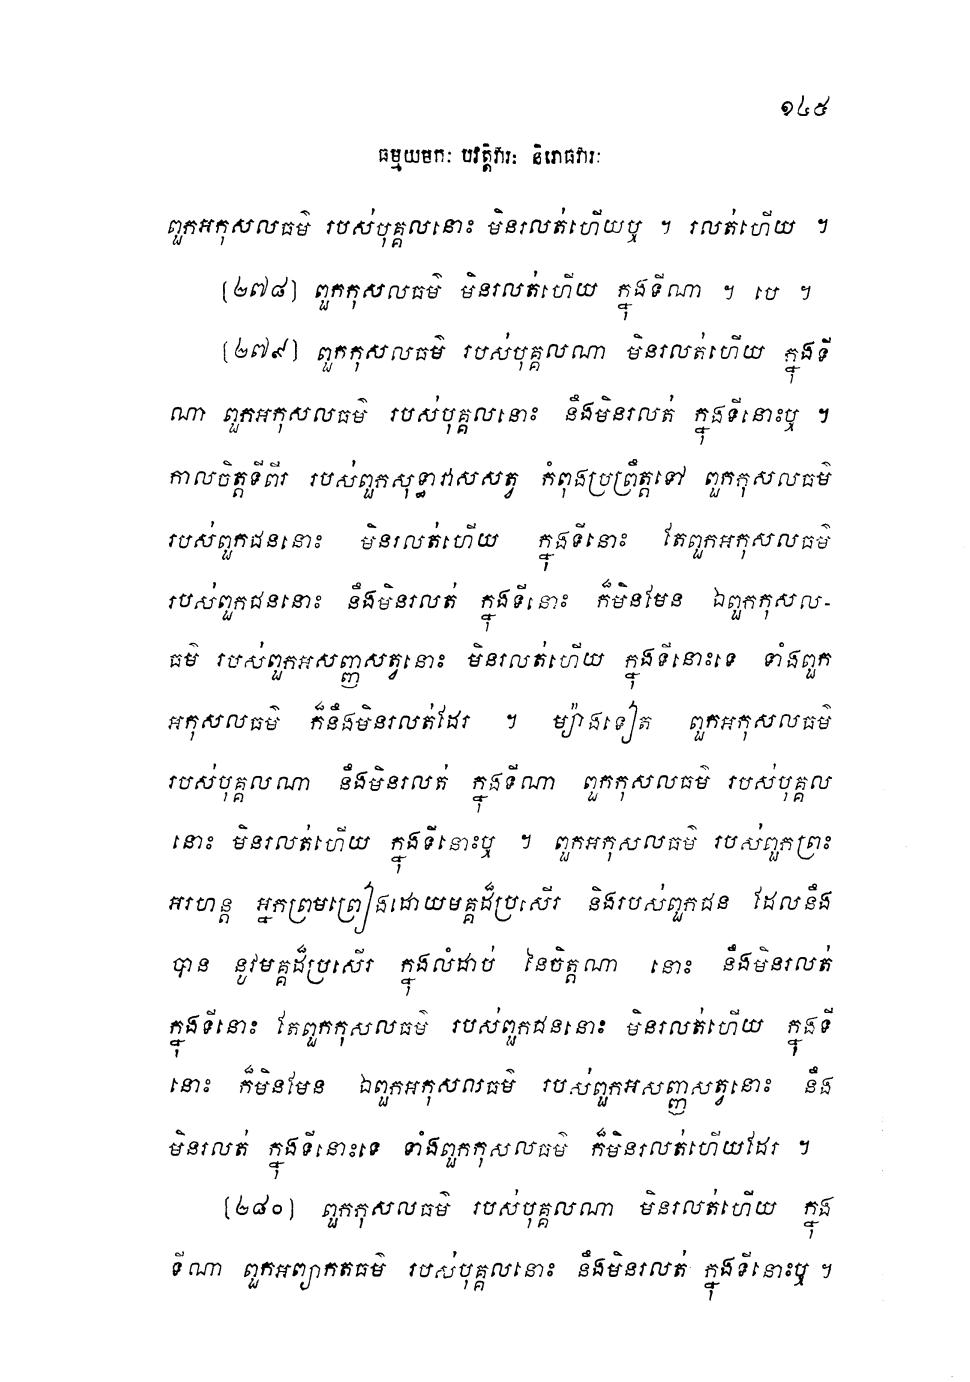 ១៤៥
ធម្មយមក: បវត្តិវារ: និរោធវារៈ
ពួកអកុសលធម៌ របស់បុគ្គលនោះ មិនរលត់ហើយឬ ។ រលត់ហើយ ។
(២៧៨) ពួកកុសលធម៌ មិនរលត់ហើយ ក្នុងទីណា ។ បេ ។
(២៧៩) ពួកកុសលធម៌ របស់បុគ្គលណា មិនរលត់ហើយ ក្នុងទី
ណា ពួកអកុសលធម៌ របស់បុគ្គលនោះ នឹងមិនរលត់ ក្នុងទីនោះឬ ។
កាលចិត្តទីពីរ របស់ពួកសុទ្ធាវាសសត្វ កំពុងប្រព្រឹត្តទៅ ពួកកុសលធម៌
របស់ពួកជននោះ មិនរលត់ហើយ ក្នុងទីនោះ តែពួកអកុសលធម៌
របស់ពួកជននោះ នឹងមិនរលត់ ក្នុងទីនោះ ក៏មិនមែន ឯពួកកុសល-
ធម៌ របស់ពួកអសញ្ញសត្វនោះ មិនរលត់ហើយ ក្នុងទីនោះទេ ទាំងពួក
អកុសលធម៌ ក៏នឹងមិនរលត់ដែរ ។ ម្យ៉ាងទៀត ពួកអកុសលធម៌
របស់បុគ្គលណា នឹងមិនរលត់ ក្នុងទីណា ពួកកុសលធម៌ របស់បុគ្គល
នោះ មិនរលត់ហើយ ក្នុងទីនោះឬ ។ ពួកអកុសលធម៌ របស់ពួកព្រះ
អរហន្ត អ្នកព្រមព្រៀងដោយមគ្គដ៏ប្រសើរ និងរបស់ពួកជន ដែលនឹង
បាន នូវមគ្គដ៏ប្រសើរ ក្នុងលំដាប់ នៃចិត្តណា នោះ នឹងមិនរលត់
ក្នុងទីនោះ តែពួកកុសលធម៌ របស់ពួកជននោះ មិនរលត់ហើយ ក្នុងទី
នោះ ក៏មិនមែន ឯពួកអកុសលធម៌ របស់ពួកអសញ្ញសត្វនោះ នឹង
មិនរលត់ ក្នុងទីនោះទេ ទាំងពួកកុសលធម៌ ក៏មិនរលត់ហើយដែរ ។
(២៨០) ពួកកុសលធម៌ របស់បុគ្គលណា មិនរលត់ហើយ ក្នុង
ទីណា ពួកអព្យាកតធម៌ របស់បុគ្គលនោះ នឹងមិនរលត់ ក្នុងទីនោះឬ ។